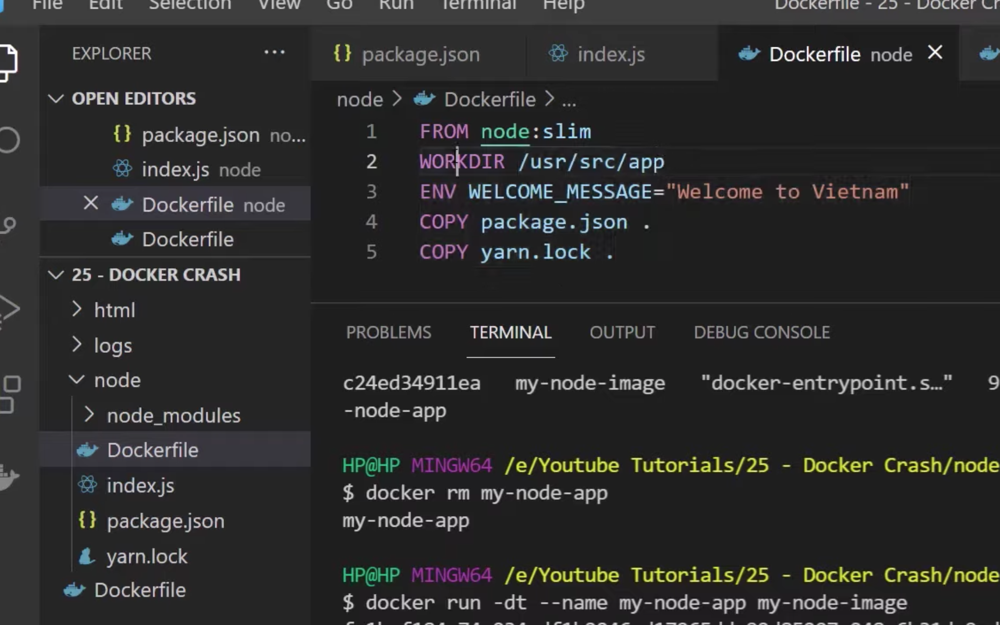 File Edit Selection View Go Run Terminal Help Dockerfile - 25 - Docker Cr
EXPLORER ...
OPEN EDITORS
{} package.json no...
index.js node
Dockerfile node
Dockerfile
25 - DOCKER CRASH
html
logs
node
node_modules
Dockerfile
index.js
{} package.json
yarn.lock
Dockerfile
{} package.json index.js Dockerfile node
node > Dockerfile > ...
1 FROM node:slim
2 WORKDIR /usr/src/app
3 ENV WELCOME_MESSAGE="Welcome to Vietnam"
4 COPY package.json .
5 COPY yarn.lock .
PROBLEMS TERMINAL OUTPUT DEBUG CONSOLE
c24ed34911ea my-node-image "docker-entrypoint.s…" 9
-node-app
HP@HP MINGW64 /e/Youtube Tutorials/25 - Docker Crash/node
$ docker rm my-node-app
my-node-app
HP@HP MINGW64 /e/Youtube Tutorials/25 - Docker Crash/node
$ docker run -dt --name my-node-app my-node-image